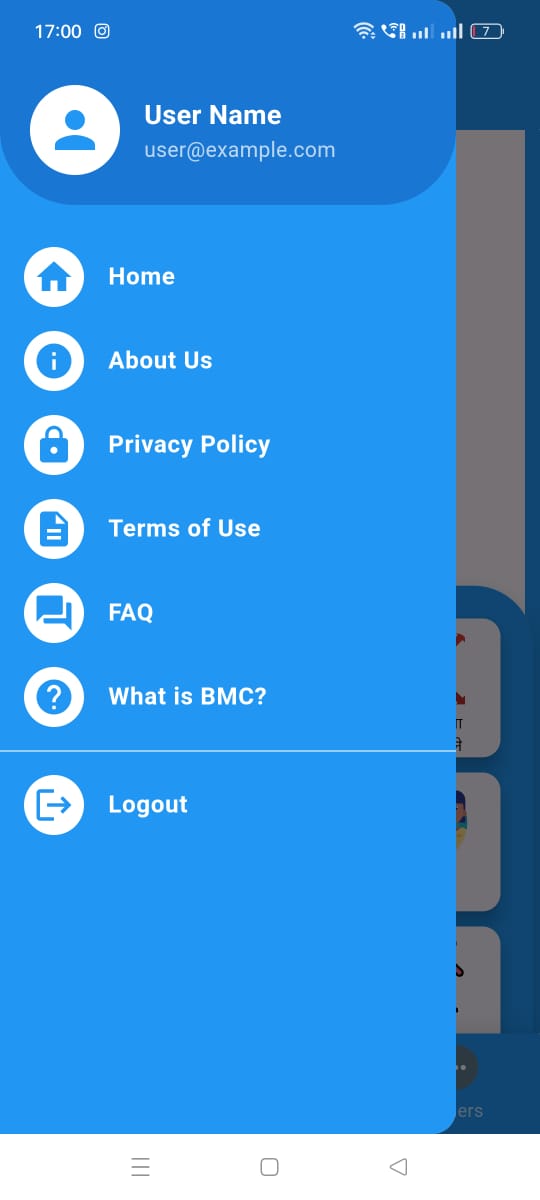 17:00
7
User Name
user@example.com
Home
About Us
Privacy Policy
Terms of Use
FAQ
What is BMC?
Logout